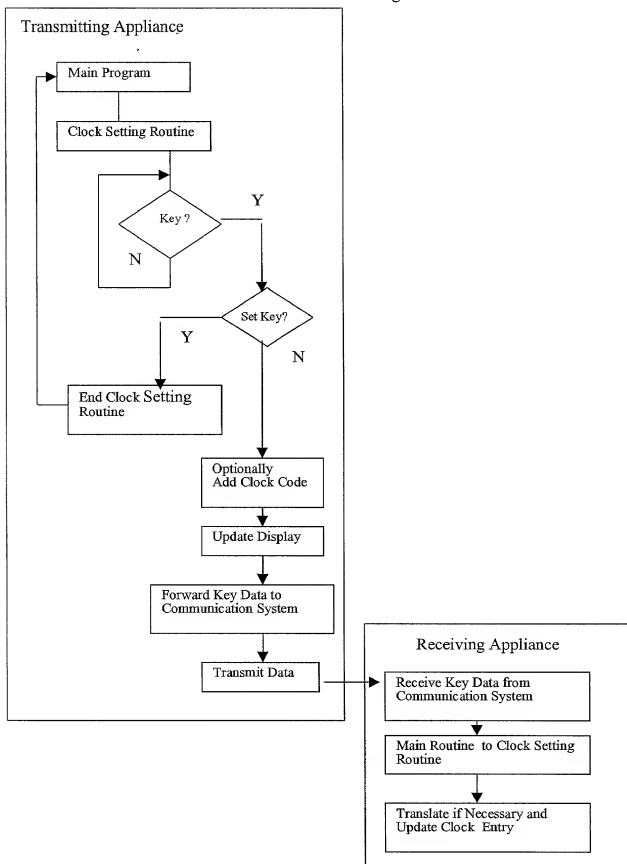 Transmitting Appliance
Main Program
Clock Setting Routine
Key ?
Y
N
Set Key?
Y
N
End Clock Setting
Routine
Optionally
Add Clock Code
Update Display
Forward Key Data to
Communication System
Transmit Data
Receiving Appliance
Receive Key Data from
Communication System
Main Routine to Clock Setting
Routine
Translate if Necessary and
Update Clock Entry